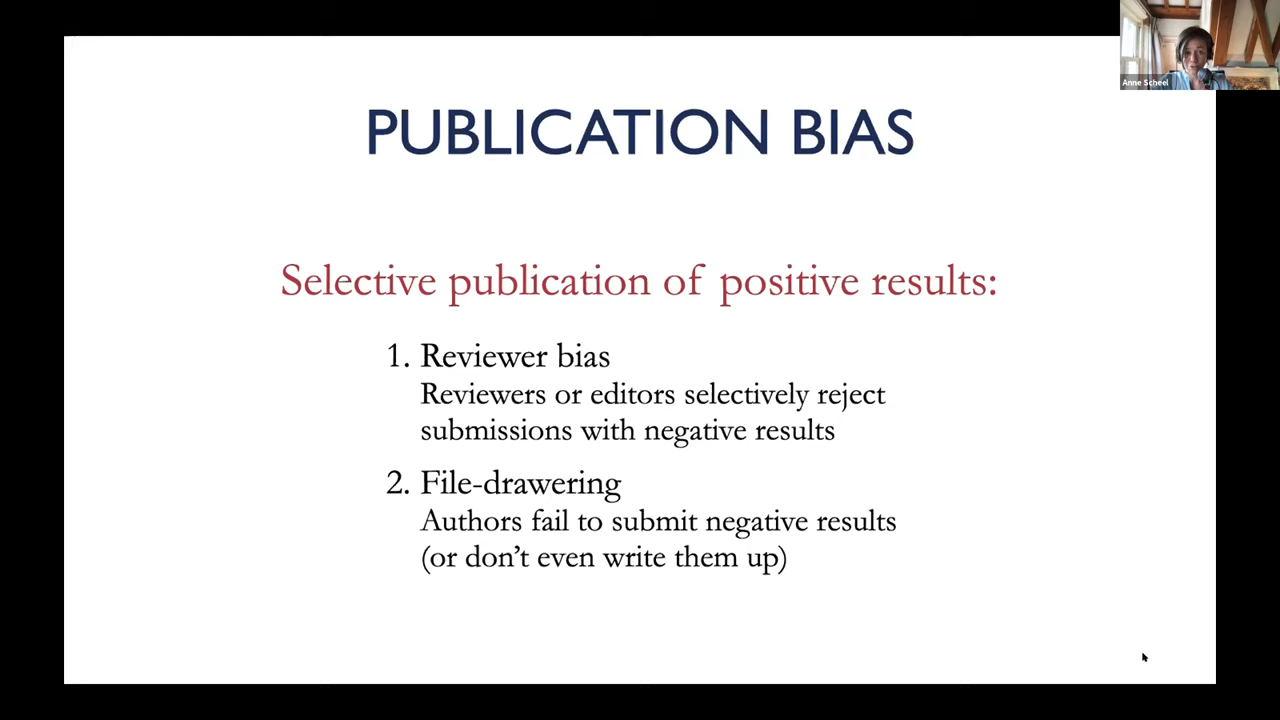 Anne Scheel
PUBLICATION BIAS
Selective publication of positive results:
1. Reviewer bias
Reviewers or editors selectively reject
submissions with negative results
2. File-drawering
Authors fail to submit negative results
(or don’t even write them up)